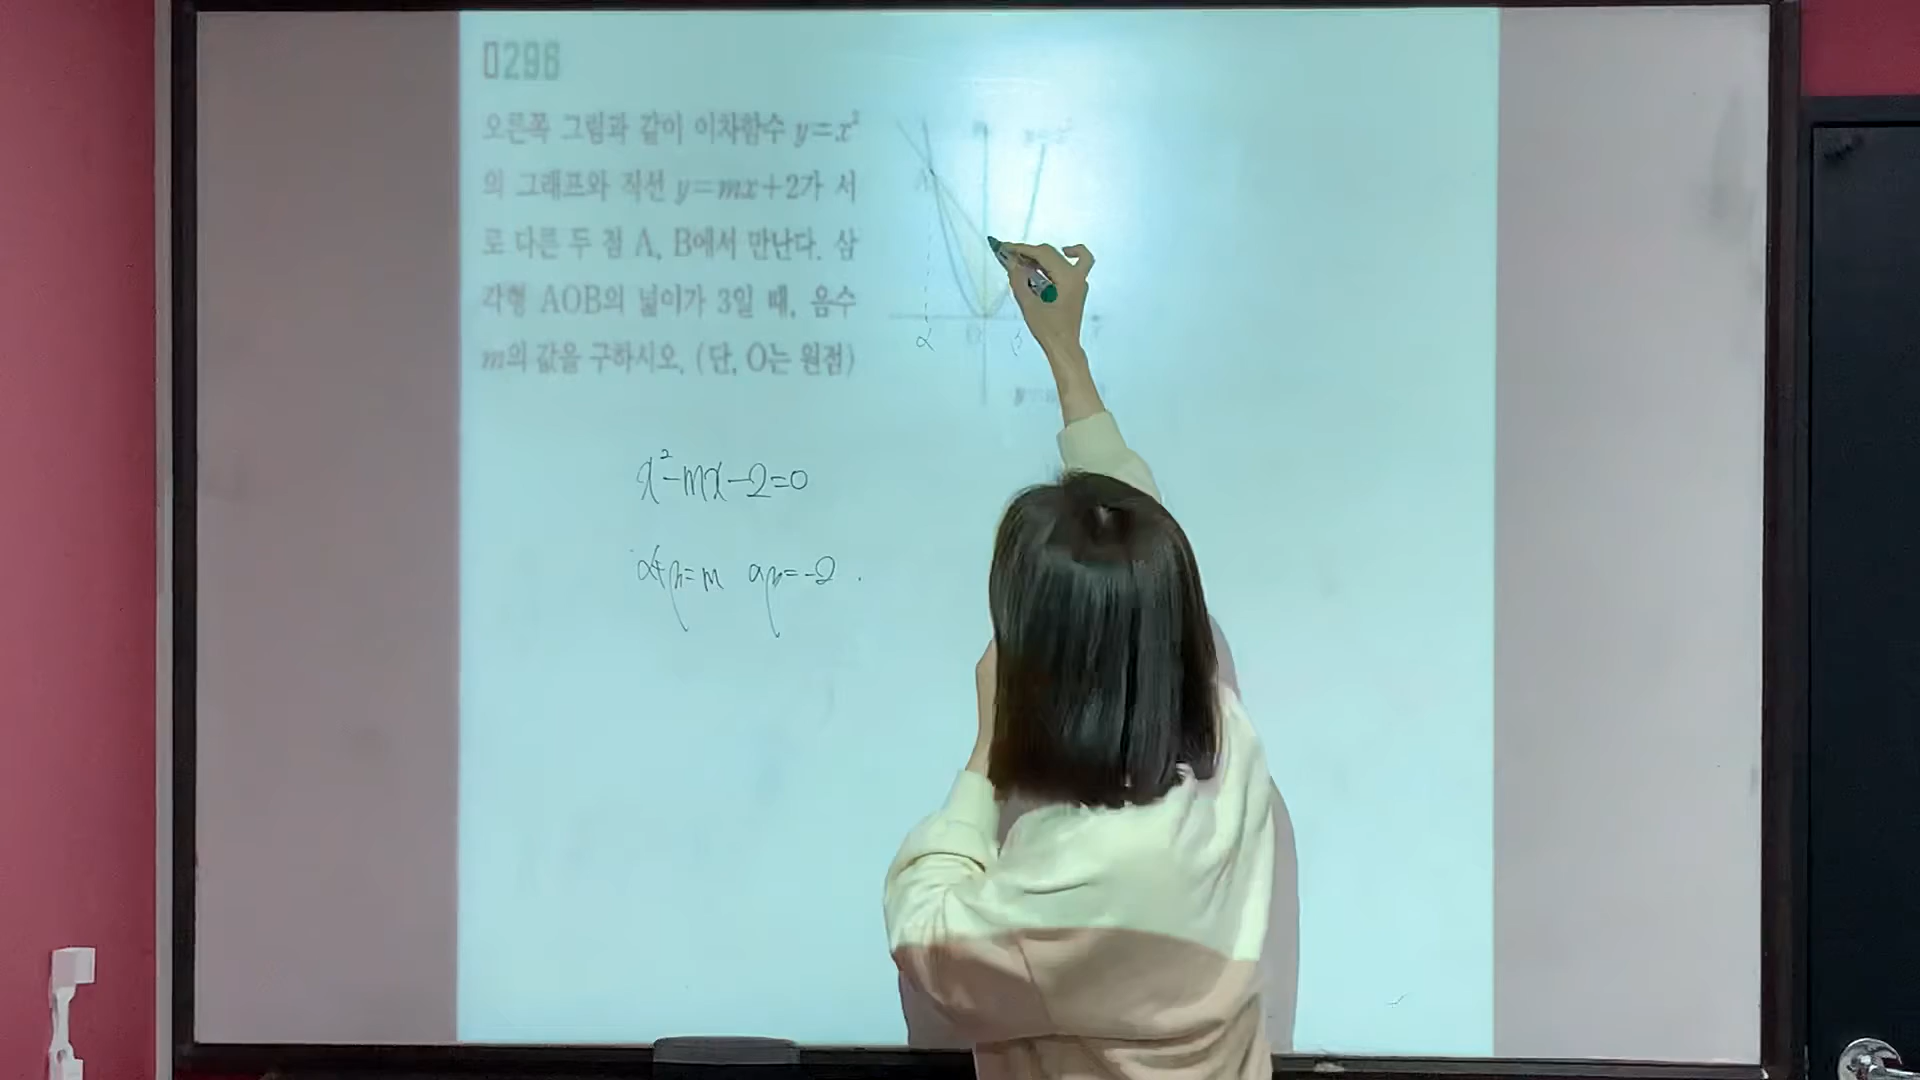 0296
오른쪽 그림과 같이 이차함수 y=x²
의 그래프와 직선 y=mx+2가 서
로 다른 두 점 A, B에서 만난다. 삼
각형 AOB의 넓이가 3일 때, 음수
m의 값을 구하시오. (단, O는 원점)
A
α
x²-mx-2=0
α+β=m αβ=-2